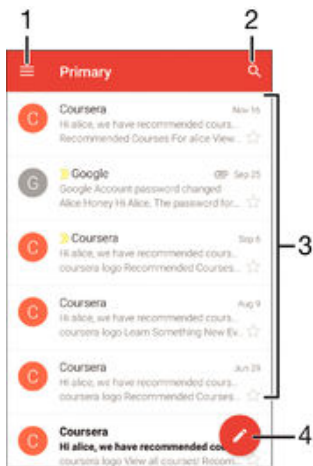 1
2
Primary
C
Coursera
Nov 16
Hi alice, we have recommended cours...
Recommended Courses For alice View...
G
Google
Sep 25
Google Account password changed
Alice Honey Hi Alice, The password for...
C
Coursera
Sep 6
Hi alice, we have recommended cours...
coursera logo Recommended Courses...
3
C
Coursera
Aug 9
Hi alice, we have recommended cours...
coursera logo Learn Something New Ev...
C
Coursera
Jun 28
Hi alice, we have recommended cours...
coursera logo Recommended Courses...
C
Coursera
Hi alice, we have recommended co
coursera logo View all courses! Recom...
4